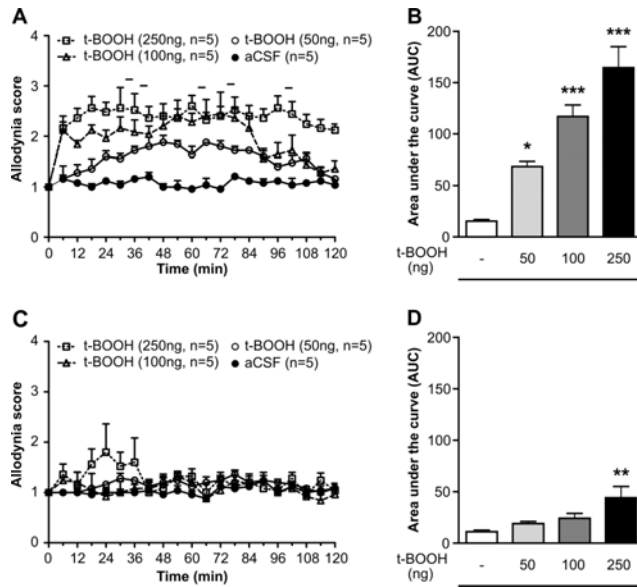 A
t-BOOH (250ng, n=5) t-BOOH (50ng, n=5)
t-BOOH (100ng, n=5) aCSF (n=5)
Allodynia score
4
3
2
1
0
0 12 24 36 48 60 72 84 96 108 120
Time (min)
B
Area under the curve (AUC)
200
150
100
50
0
*
***
***
t-BOOH
(ng)
- 50 100 250
C
t-BOOH (250ng, n=5) t-BOOH (50ng, n=5)
t-BOOH (100ng, n=5) aCSF (n=5)
Allodynia score
4
3
2
1
0
0 12 24 36 48 60 72 84 96 108 120
Time (min)
D
Area under the curve (AUC)
200
150
100
50
0
**
t-BOOH
(ng)
- 50 100 250